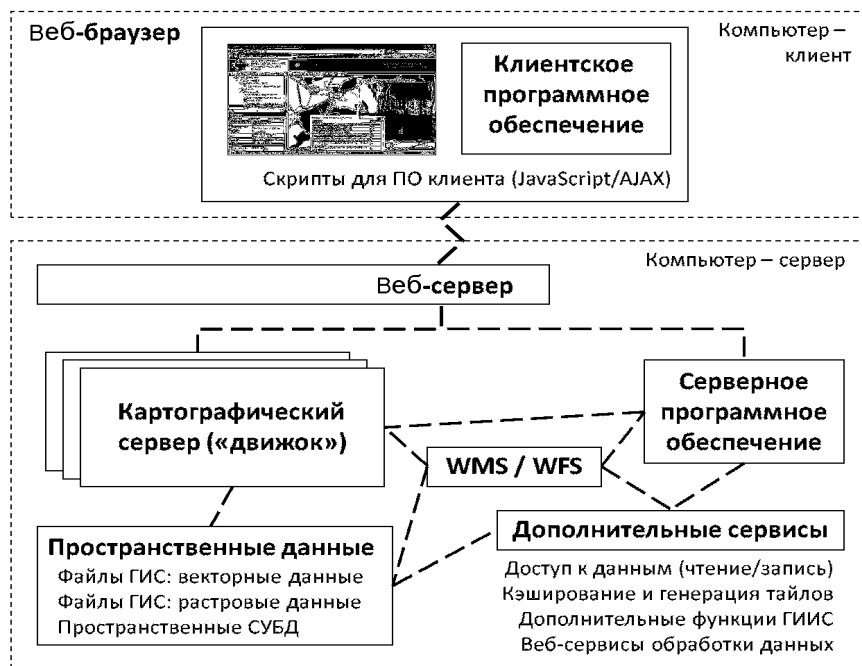 Веб-браузер
Компьютер –
клиент
Клиентское
программное
обеспечение
Скрипты для ПО клиента (JavaScript/AJAX)
Компьютер – сервер
Веб-сервер
Картографический
сервер («движок»)
Серверное
программное
обеспечение
WMS / WFS
Пространственные данные
Файлы ГИС: векторные данные
Файлы ГИС: растровые данные
Пространственные СУБД
Дополнительные сервисы
Доступ к данным (чтение/запись)
Кэширование и генерация тайлов
Дополнительные функции ГИИС
Веб-сервисы обработки данных